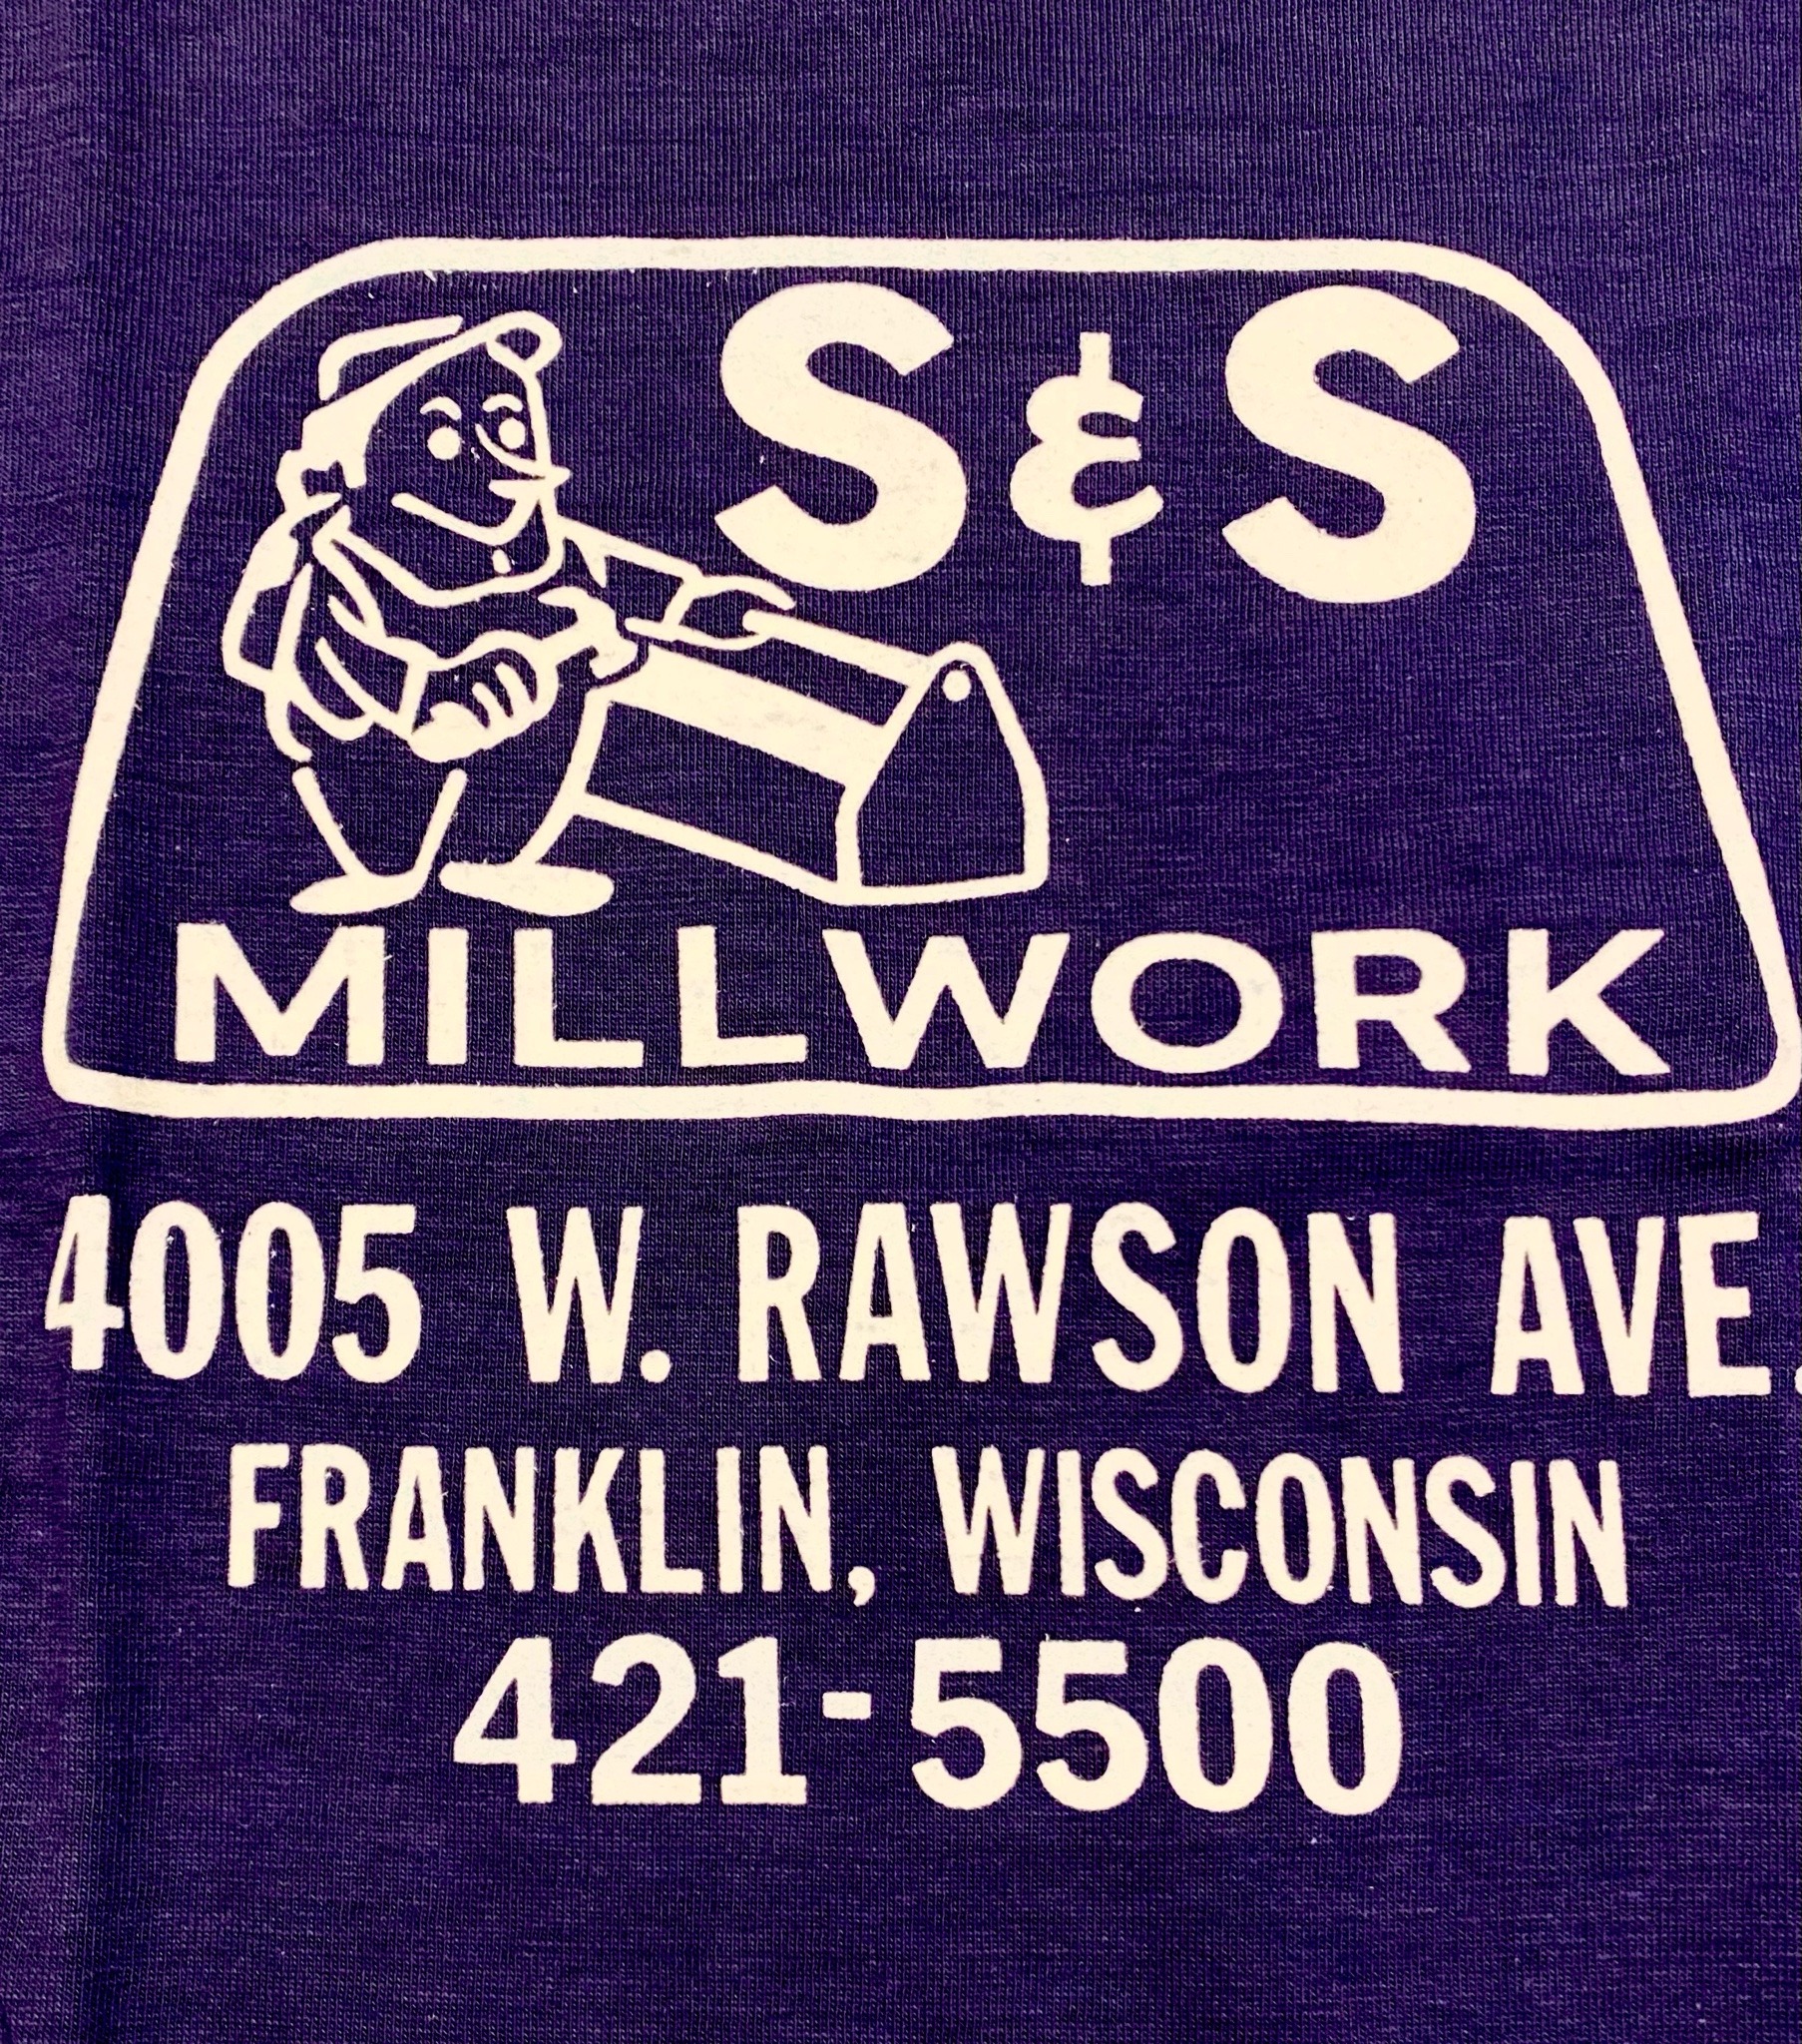 S & S
MILLWORK
4005 W. RAWSON AVE.
FRANKLIN, WISCONSIN
421-5500